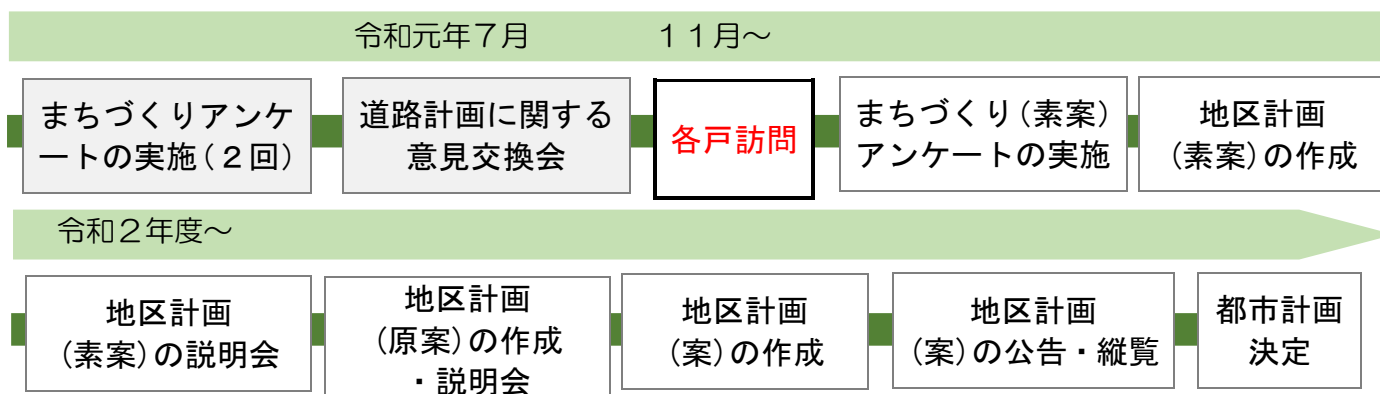 令和元年７月　１１月～
まちづくりアンケ
ートの実施(２回)
道路計画に関する
意見交換会
各戸訪問
まちづくり(素案)
アンケートの実施
地区計画
(素案)の作成
令和２年度～
地区計画
(素案)の説明会
地区計画
(原案)の作成
・説明会
地区計画
(案)の作成
地区計画
(案)の公告・縦覧
都市計画
決定